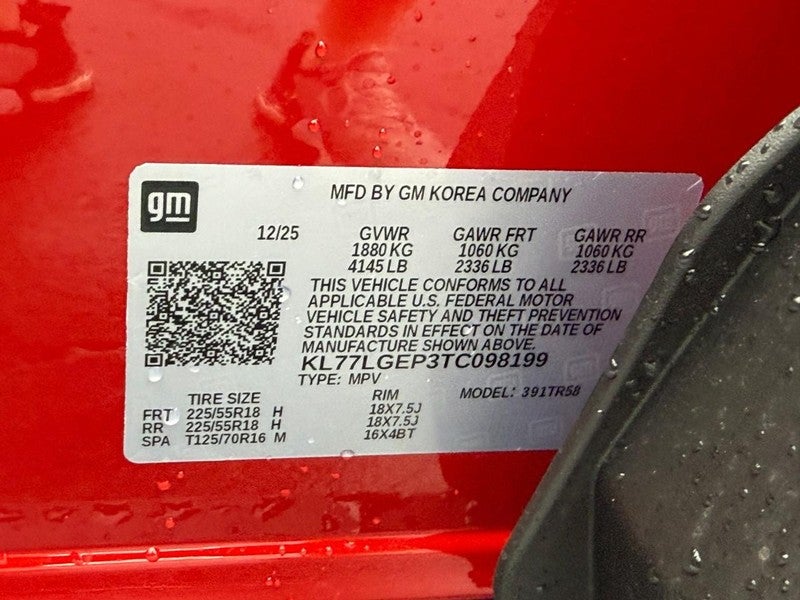 gm
MFD BY GM KOREA COMPANY
12/25 GVWR GAWR FRT GAWR RR
1880 KG 1060 KG 1060 KG
4145 LB 2336 LB 2336 LB
THIS VEHICLE CONFORMS TO ALL
APPLICABLE U.S. FEDERAL MOTOR
VEHICLE SAFETY AND THEFT PREVENTION
STANDARDS IN EFFECT ON THE DATE OF
MANUFACTURE SHOWN ABOVE.
KL77LGEP3TC098199
TYPE: MPV MODEL: 391TR58
TIRE SIZE RIM
FRT 225/55R18 H 18X7.5J
RR 225/55R18 H 18X7.5J
SPA T125/70R16 M 16X4BT